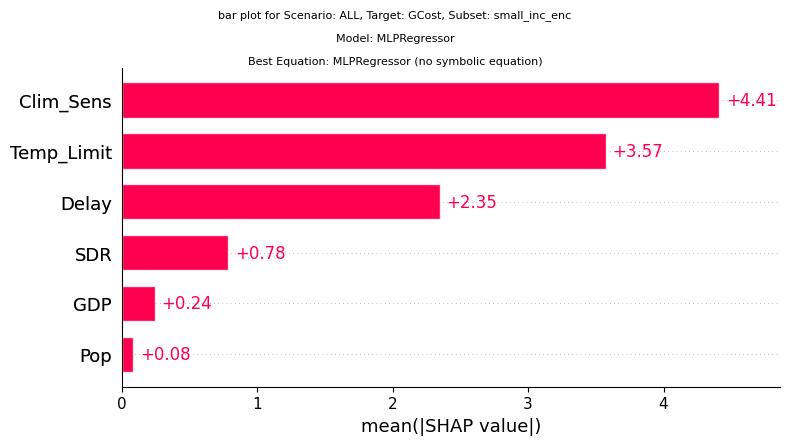 bar plot for Scenario: ALL, Target: GCost, Subset: small_inc_enc
Model: MLPRegressor
Best Equation: MLPRegressor (no symbolic equation)
Clim_Sens +4.41
Temp_Limit +3.57
Delay +2.35
SDR +0.78
GDP +0.24
Pop +0.08
0 1 2 3 4
mean(|SHAP value|)